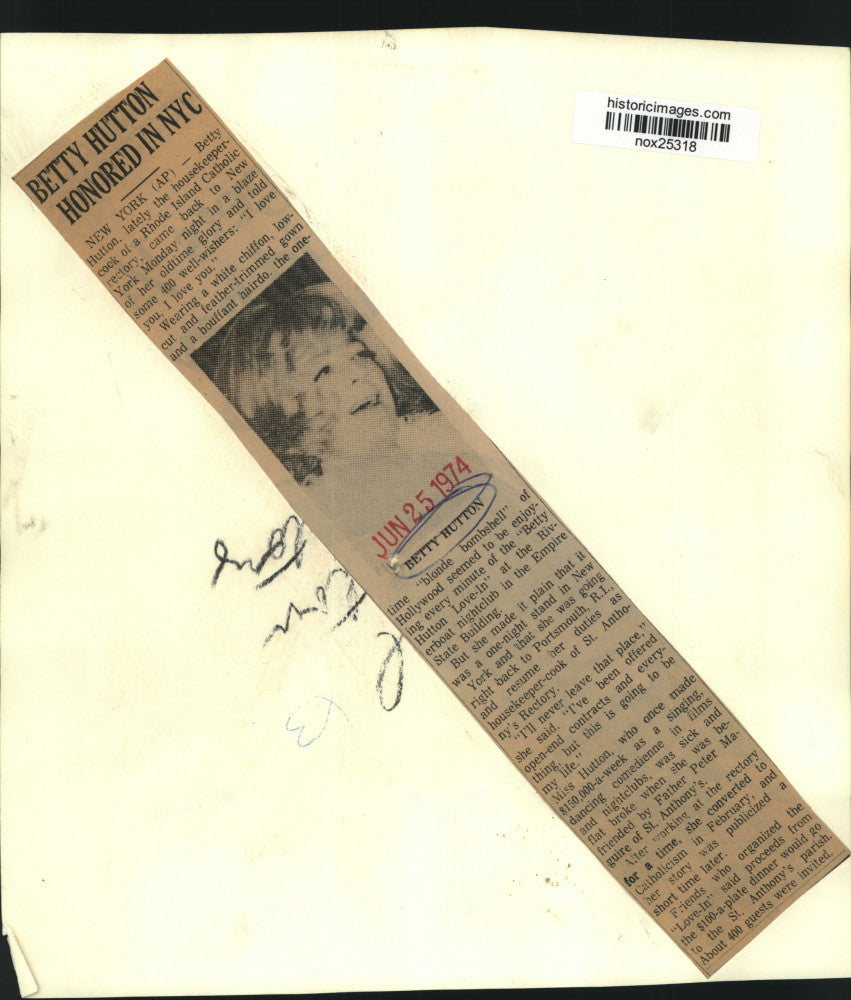 historicimages.com
nox25318
BETTY HUTTON
HONORED IN NYC
NEW YORK (AP) — Betty
Hutton, lately the housekeeper-
cook of a Rhode Island Catholic
rectory, came back to New
York Monday night in a blaze
of her oldtime glory and told
some 400 well-wishers: "I love
you, I love you."
Wearing a white chiffon, low-
cut and feather-trimmed gown
and a bouffant hairdo, the one-
JUN 25 1974
BETTY HUTTON
time "blonde bombshell" of
Hollywood seemed to be enjoy-
ing every minute of the "Betty
Hutton 'Love-In" at the Riv-
erboat nightclub in the Empire
State Building.
But she made it plain that it
was a one-night stand in New
York and that she was going
right back to Portsmouth, R.I.,
and resume her duties as
housekeeper-cook of St. Antho-
ny's Rectory.
"I'll never leave that place,"
she said. "I've been offered
open-end contracts and every-
thing, but this is going to be
my life."
Miss Hutton, who once made
$150,000-a-week as a singing,
dancing comedienne in films
and nightclubs, was sick and
flat broke when she was be-
friended by Father Peter Ma-
guire of St. Anthony's.
After working at the rectory
for a time, she converted to
Catholicism in February, and
her story was publicized a
short time later.
Friends, who organized the
"Love-In" said proceeds from
the $100-a-plate dinner would go
to the St. Anthony's parish.
About 400 guests were invited.
x3